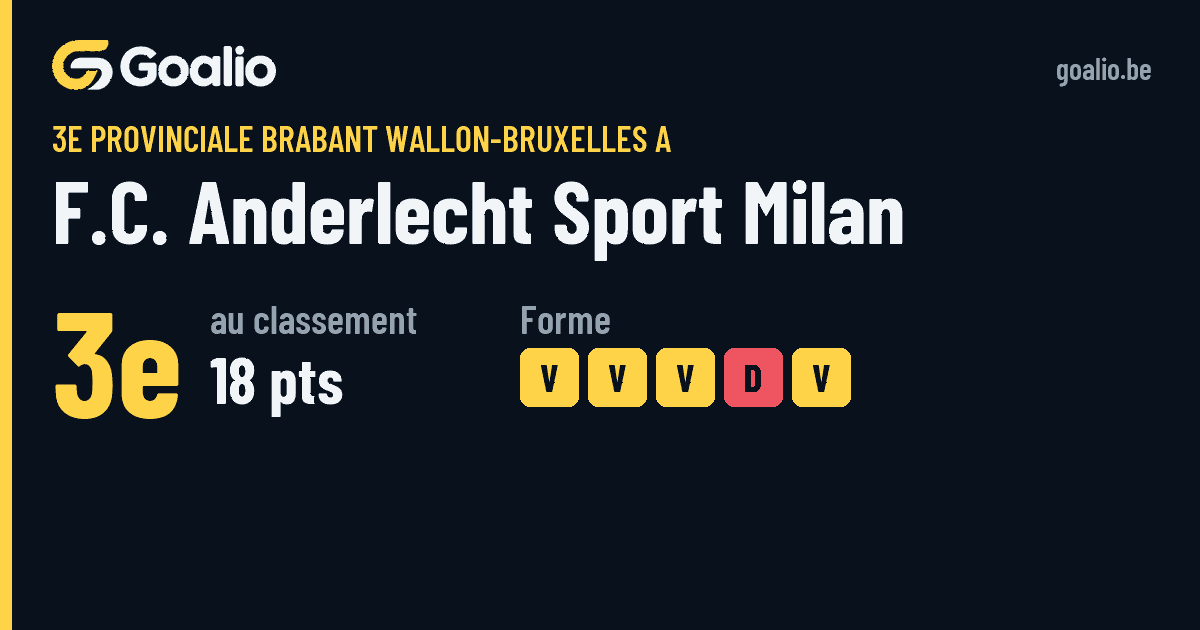 Goalio
goalio.be
3E PROVINCIALE BRABANT WALLON-BRUXELLES A
F.C. Anderlecht Sport Milan
3e
au classement
18 pts
Forme
V V V D V